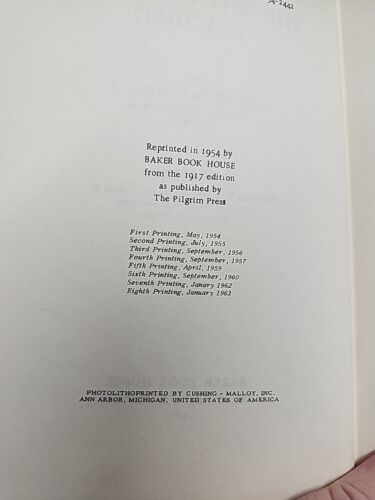 54-2442
Reprinted in 1954 by
BAKER BOOK HOUSE
from the 1917 edition
as published by
The Pilgrim Press
First Printing, May, 1954
Second Printing, July, 1955
Third Printing, September, 1956
Fourth Printing, September, 1957
Fifth Printing, April, 1959
Sixth Printing, September, 1960
Seventh Printing, Janary 1962
Eighth Printing, January 1963
PHOTOLITHOPRINTED BY CUSHING - MALLOY, INC.
ANN ARBOR, MICHIGAN, UNITED STATES OF AMERICA